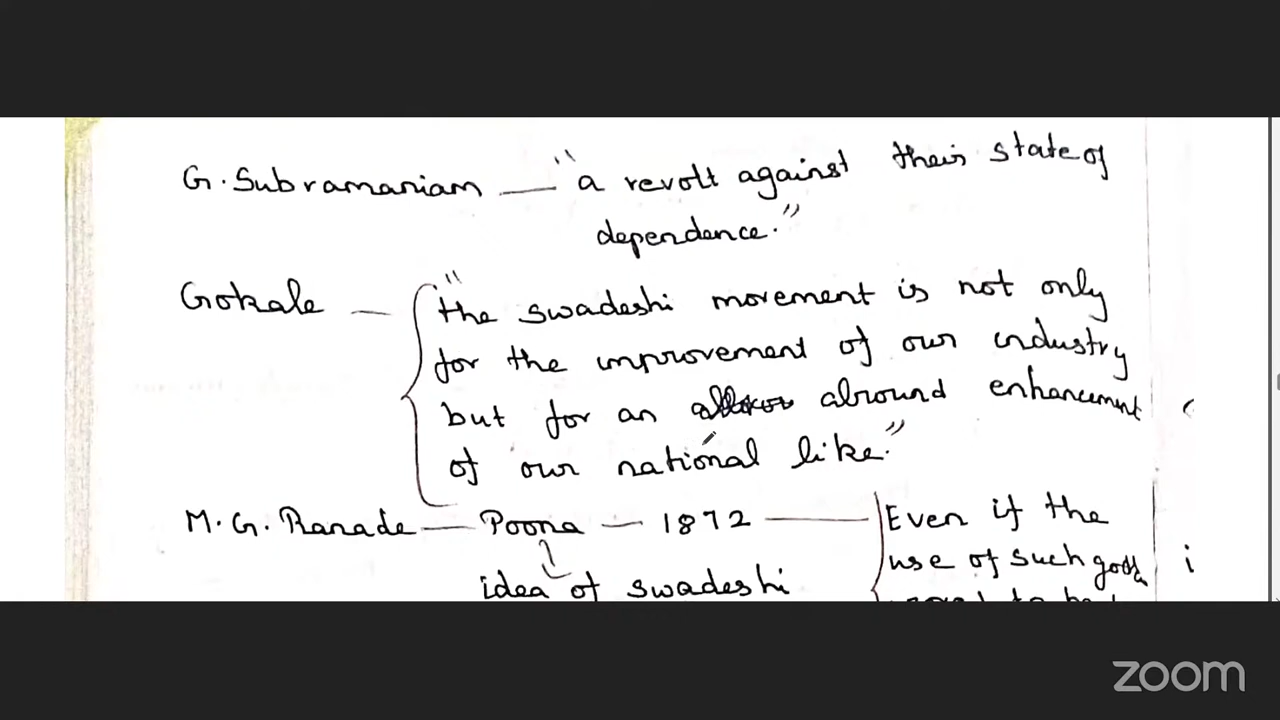 G. Subramaniam — "a revolt against their state of
dependence."
Gokale — "the swadeshi movement is not only
for the improvement of our industry
but for an abround enhancement
of our national like."
M. G. Ranade — Poona — 1872 — Even if the
use of such goods
idea of swadeshi
zoom